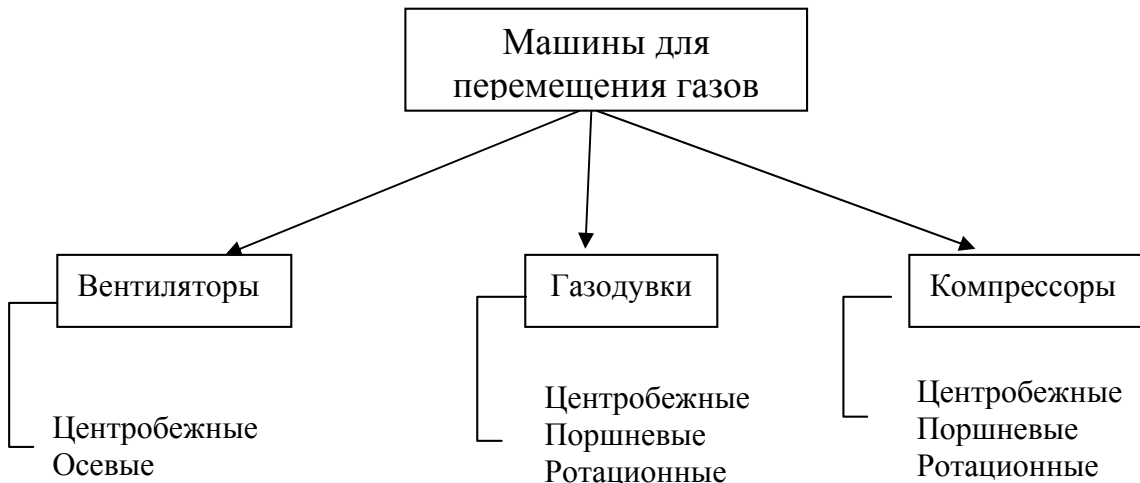 Машины для
перемещения газов
Вентиляторы
Газодувки
Компрессоры
Центробежные
Осевые
Центробежные
Поршневые
Ротационные
Центробежные
Поршневые
Ротационные